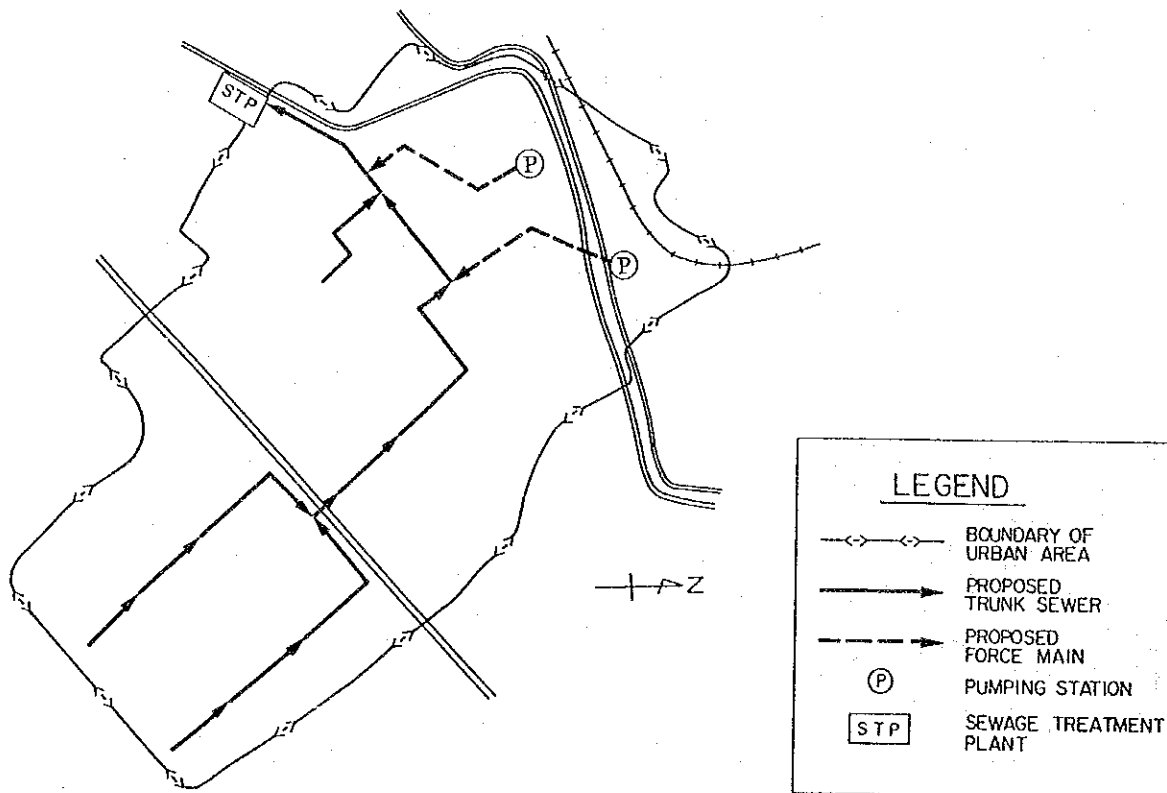 STP
P
P
Z
LEGEND
BOUNDARY OF
URBAN AREA
PROPOSED
TRUNK SEWER
PROPOSED
FORCE MAIN
P
PUMPING STATION
STP
SEWAGE TREATMENT
PLANT